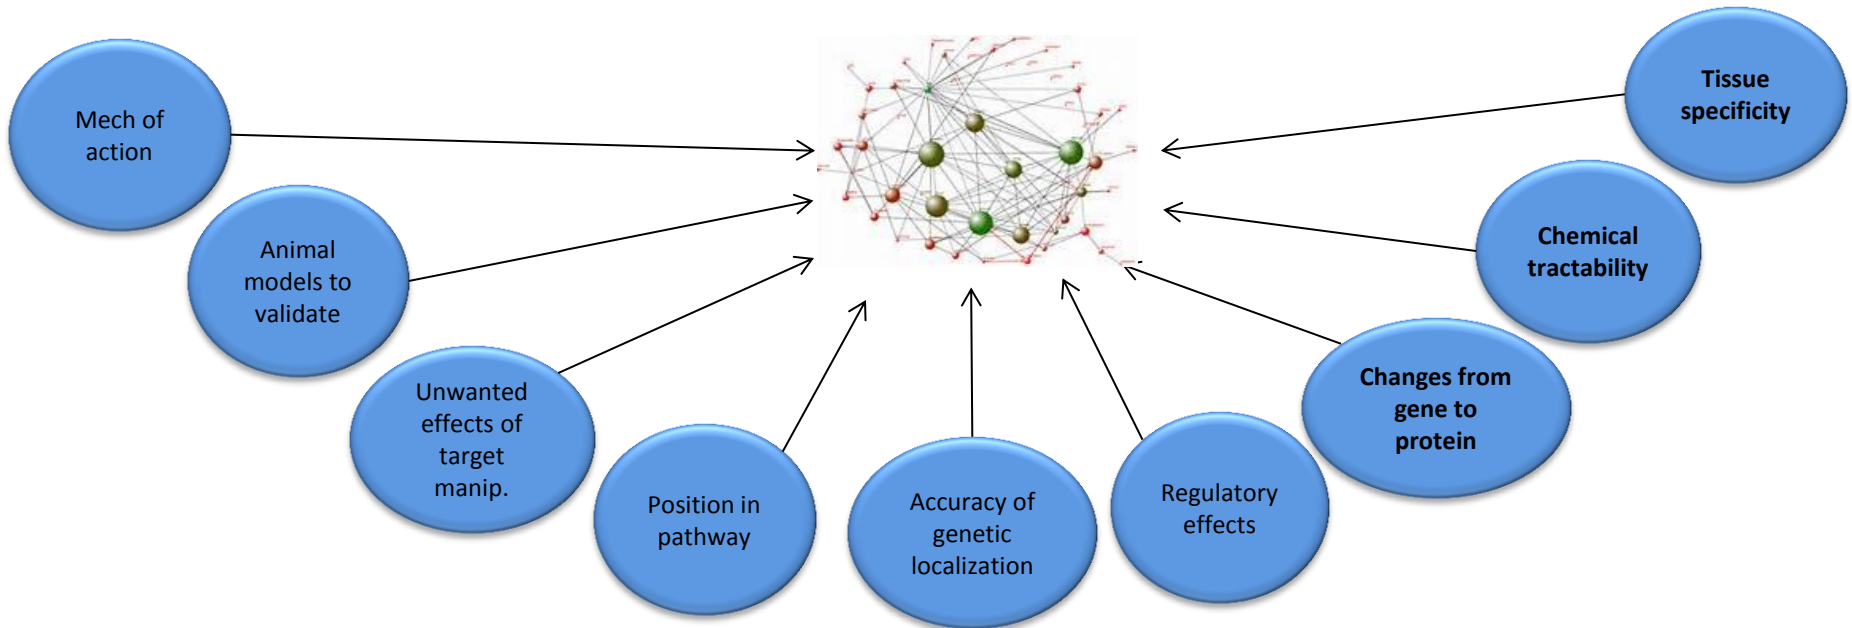 Mech of
action
Animal
models to
validate
Unwanted
effects of
target
manip.
Position in
pathway
Accuracy of
genetic
localization
Regulatory
effects
Changes from
gene to
protein
Chemical
tractability
Tissue
specificity